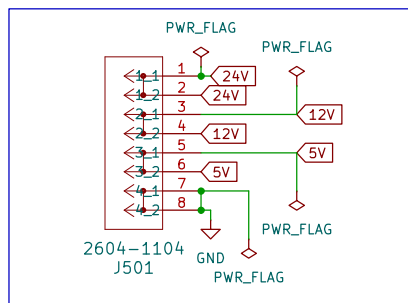 PWR_FLAG
PWR_FLAG
1_1 1 24V
1_2 2 24V
2_1 3 12V
2_2 4 12V
3_1 5 5V
3_2 6 5V
4_1 7
4_2 8
PWR_FLAG
2604-1104
GND
J501
PWR_FLAG